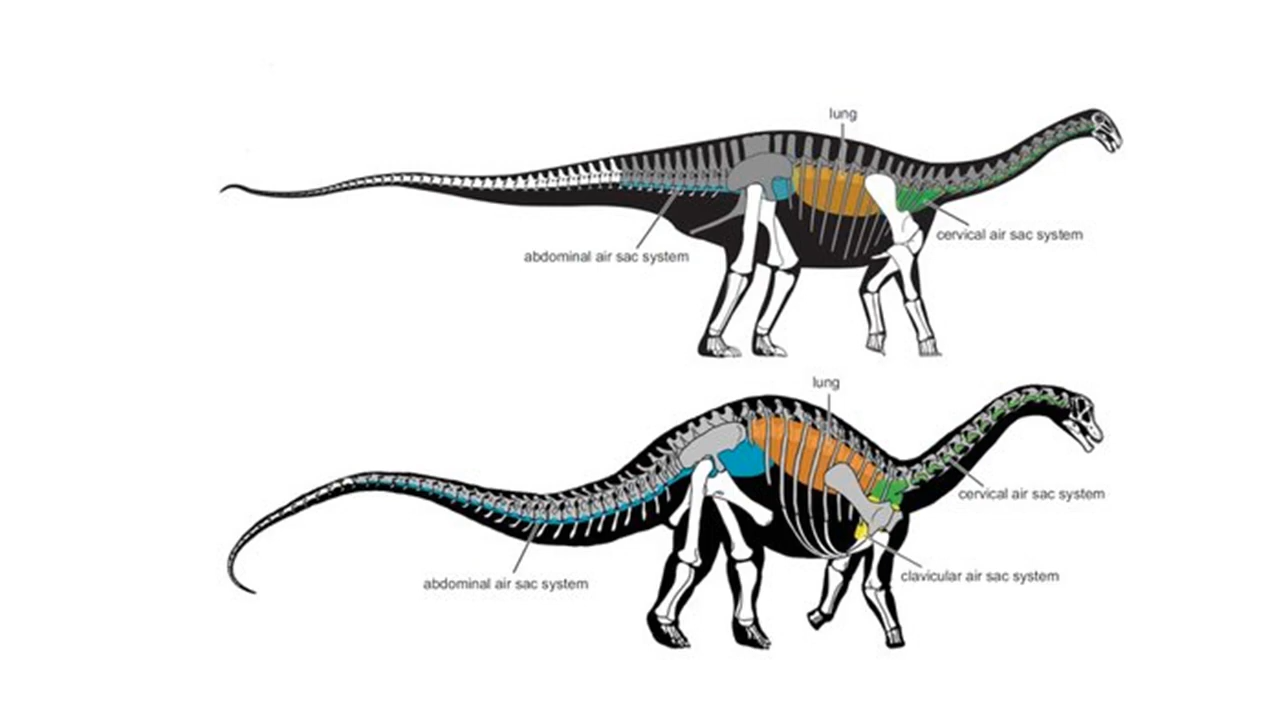 lung
cervical air sac system
abdominal air sac system
lung
cervical air sac system
clavicular air sac system
abdominal air sac system